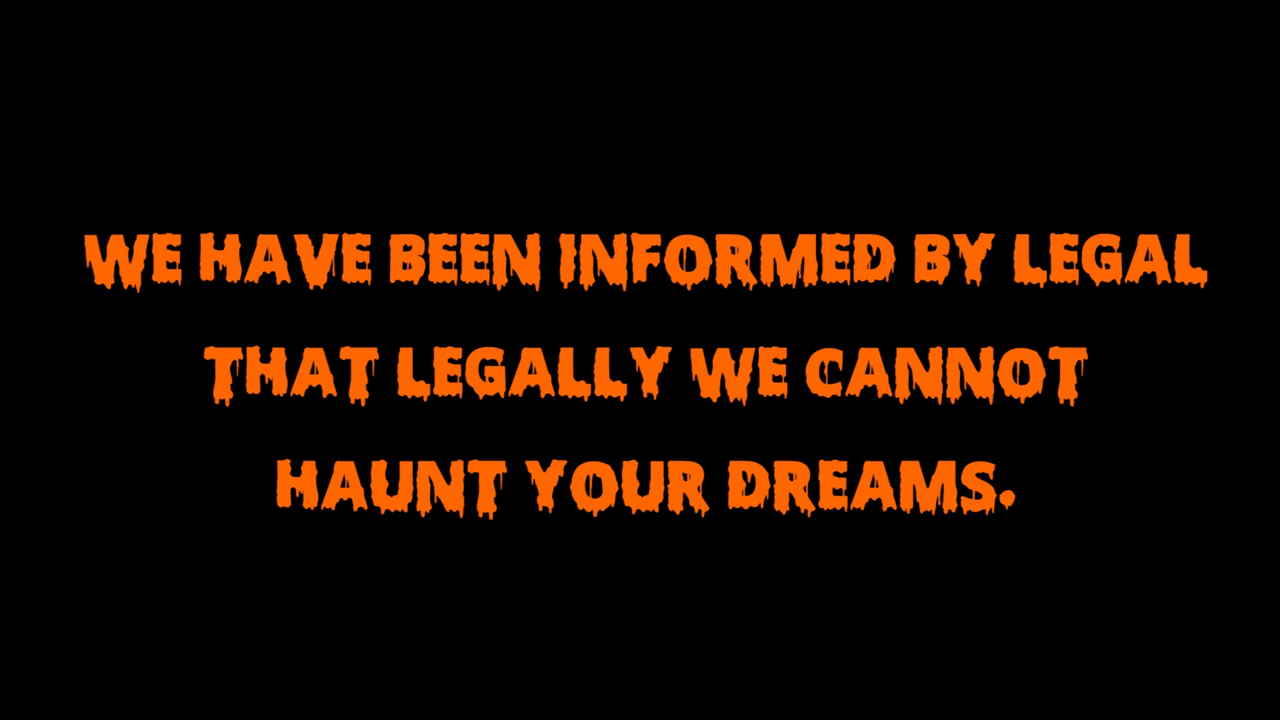 WE HAVE BEEN INFORMED BY LEGAL
THAT LEGALLY WE CANNOT
HAUNT YOUR DREAMS.